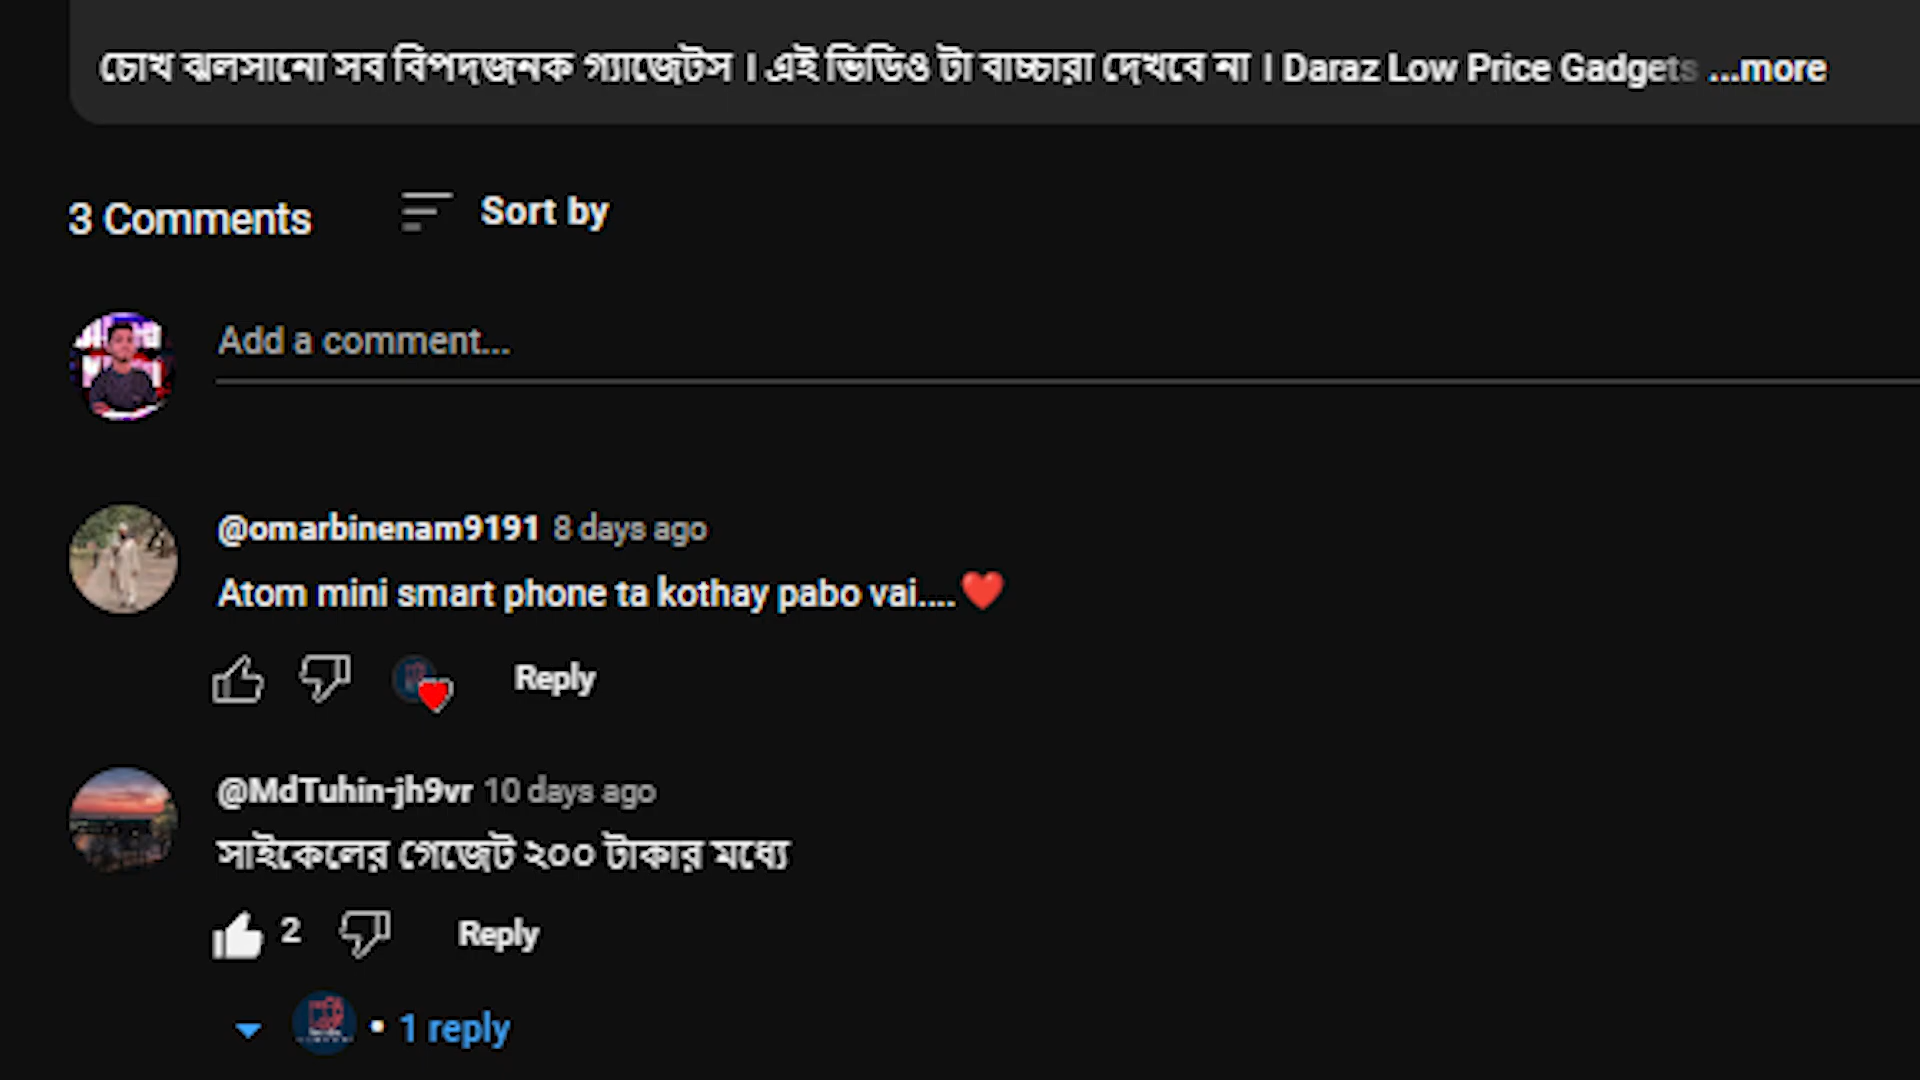 চোখ ঝলসানো সব বিপদজনক গ্যাজেটস । এই ভিডিও টা বাচ্চারা দেখবে না । Daraz Low Price Gadgets ...more
3 Comments
Sort by
Add a comment...
@omarbinenam9191 8 days ago
Atom mini smart phone ta kothay pabo vai....❤️
Reply
@MdTuhin-jh9vr 10 days ago
সাইকেলের গেজেট ২০০ টাকার মধ্যে
2
Reply
• 1 reply